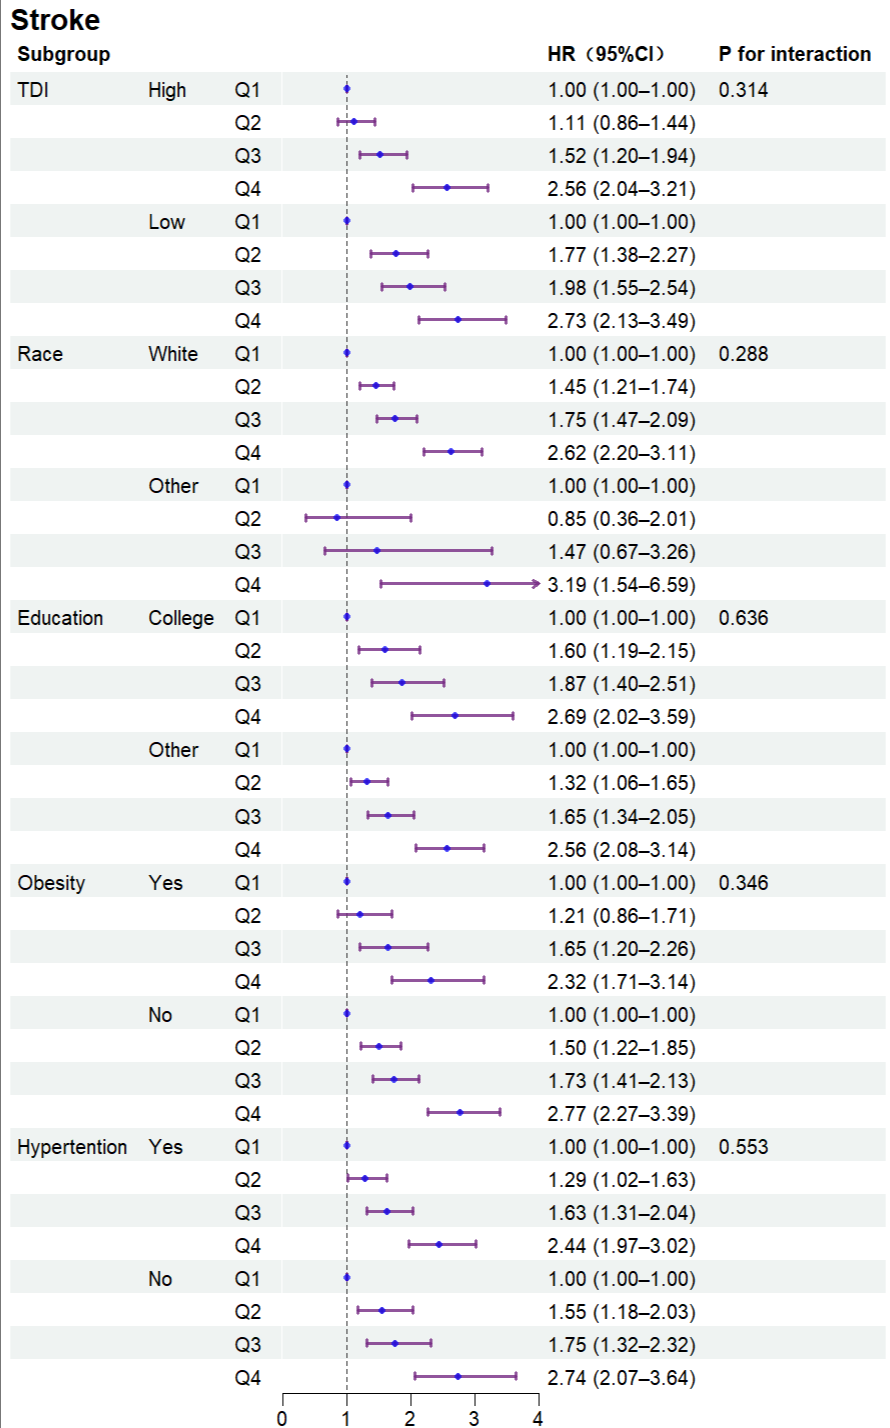 Stroke
Subgroup HR（95%CI） P for interaction
TDI High Q1 1.00 (1.00–1.00) 0.314
Q2 1.11 (0.86–1.44)
Q3 1.52 (1.20–1.94)
Q4 2.56 (2.04–3.21)
Low Q1 1.00 (1.00–1.00)
Q2 1.77 (1.38–2.27)
Q3 1.98 (1.55–2.54)
Q4 2.73 (2.13–3.49)
Race White Q1 1.00 (1.00–1.00) 0.288
Q2 1.45 (1.21–1.74)
Q3 1.75 (1.47–2.09)
Q4 2.62 (2.20–3.11)
Other Q1 1.00 (1.00–1.00)
Q2 0.85 (0.36–2.01)
Q3 1.47 (0.67–3.26)
Q4 3.19 (1.54–6.59)
Education College Q1 1.00 (1.00–1.00) 0.636
Q2 1.60 (1.19–2.15)
Q3 1.87 (1.40–2.51)
Q4 2.69 (2.02–3.59)
Other Q1 1.00 (1.00–1.00)
Q2 1.32 (1.06–1.65)
Q3 1.65 (1.34–2.05)
Q4 2.56 (2.08–3.14)
Obesity Yes Q1 1.00 (1.00–1.00) 0.346
Q2 1.21 (0.86–1.71)
Q3 1.65 (1.20–2.26)
Q4 2.32 (1.71–3.14)
No Q1 1.00 (1.00–1.00)
Q2 1.50 (1.22–1.85)
Q3 1.73 (1.41–2.13)
Q4 2.77 (2.27–3.39)
Hypertention Yes Q1 1.00 (1.00–1.00) 0.553
Q2 1.29 (1.02–1.63)
Q3 1.63 (1.31–2.04)
Q4 2.44 (1.97–3.02)
No Q1 1.00 (1.00–1.00)
Q2 1.55 (1.18–2.03)
Q3 1.75 (1.32–2.32)
Q4 2.74 (2.07–3.64)
0 1 2 3 4